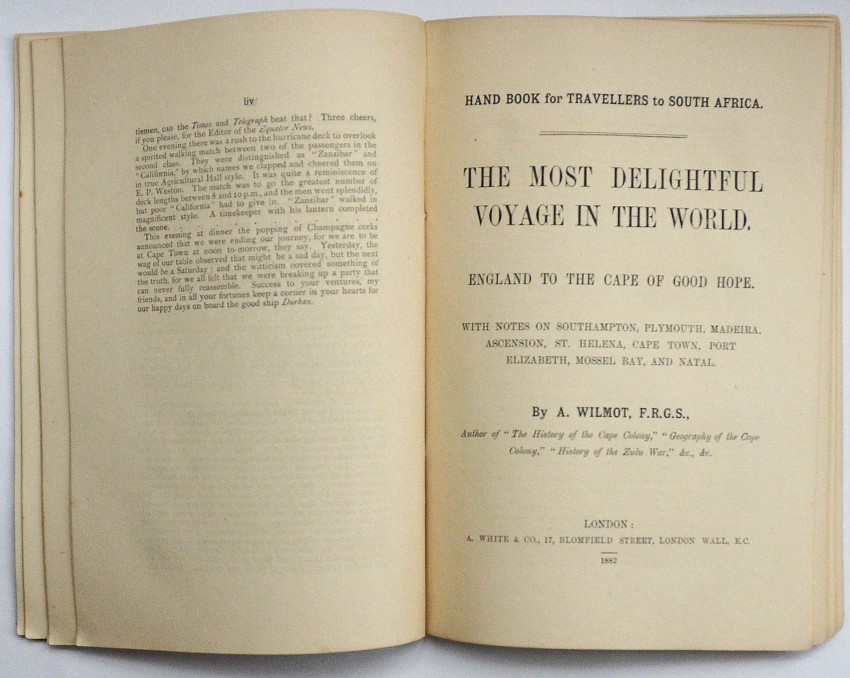 liv
tlemen, can the Times and Telegraph beat that? Three cheers,
if you please, for the Editor of the Equator News.
One evening there was a rush to the hurricane deck to overlook
a spirited walking match between two of the passengers in the
second class. They were distinguished as "Zanzibar" and
"California," by which names we clapped and cheered them on
in true Agricultural Hall style. It was quite a reminiscence of
E. P. Weston. The match was to go the greatest number of
deck lengths between 8 and 10 p.m., and the men went splendidly,
but poor "California" had to give in. "Zanzibar" walked in
magnificent style. A timekeeper with his lantern completed
the scene. . . . . . . . . . . .
This evening at dinner the popping of Champagne corks
announced that we were ending our journey, for we are to be
at Cape Town at noon to-morrow, they say. Yesterday, the
wag of our table observed that might be a sad day, but the next
would be a Saturday; and the witticism covered something of
the truth, for we all felt that we were breaking up a party that
can never fully reassemble. Success to your ventures, my
friends, and in all your fortunes keep a corner in your hearts for
our happy days on board the good ship Durban.
HAND BOOK for TRAVELLERS to SOUTH AFRICA.
THE MOST DELIGHTFUL
VOYAGE IN THE WORLD.
ENGLAND TO THE CAPE OF GOOD HOPE.
WITH NOTES ON SOUTHAMPTON, PLYMOUTH, MADEIRA,
ASCENSION, ST. HELENA, CAPE TOWN, PORT
ELIZABETH, MOSSEL BAY, AND NATAL.
By A. WILMOT, F.R.G.S.,
Author of "The History of the Cape Colony," "Geography of the Cape
Colony," "History of the Zulu War," &c., &c.
LONDON:
A. WHITE & CO., 17, BLOMFIELD STREET, LONDON WALL, E.C.
1882